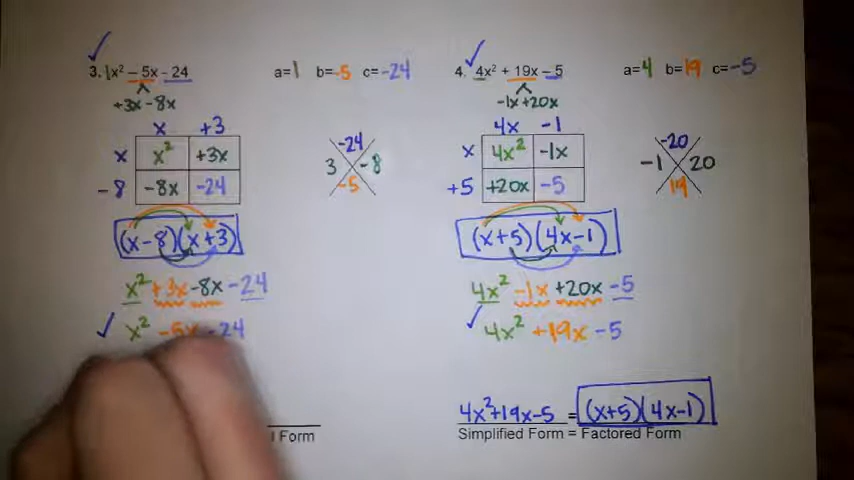 3. 1x² - 5x - 24
a=1 b=-5 c=-24
+3x -8x
x +3
x x² +3x
-8 -8x -24
-24
3 -8
-5
(x-8)(x+3)
x² +3x -8x -24
x² -5x -24
l Form
4. 4x² + 19x - 5
a=4 b=19 c=-5
-1x +20x
4x -1
x 4x² -1x
+5 +20x -5
-20
-1 20
19
(x+5)(4x-1)
4x² -1x +20x -5
4x² +19x -5
4x²+19x-5 = (x+5)(4x-1)
Simplified Form = Factored Form